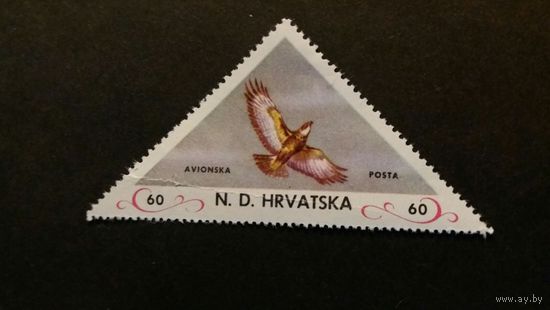 AVIONSKA POSTA
60 N. D. HRVATSKA 60
www.ay.by